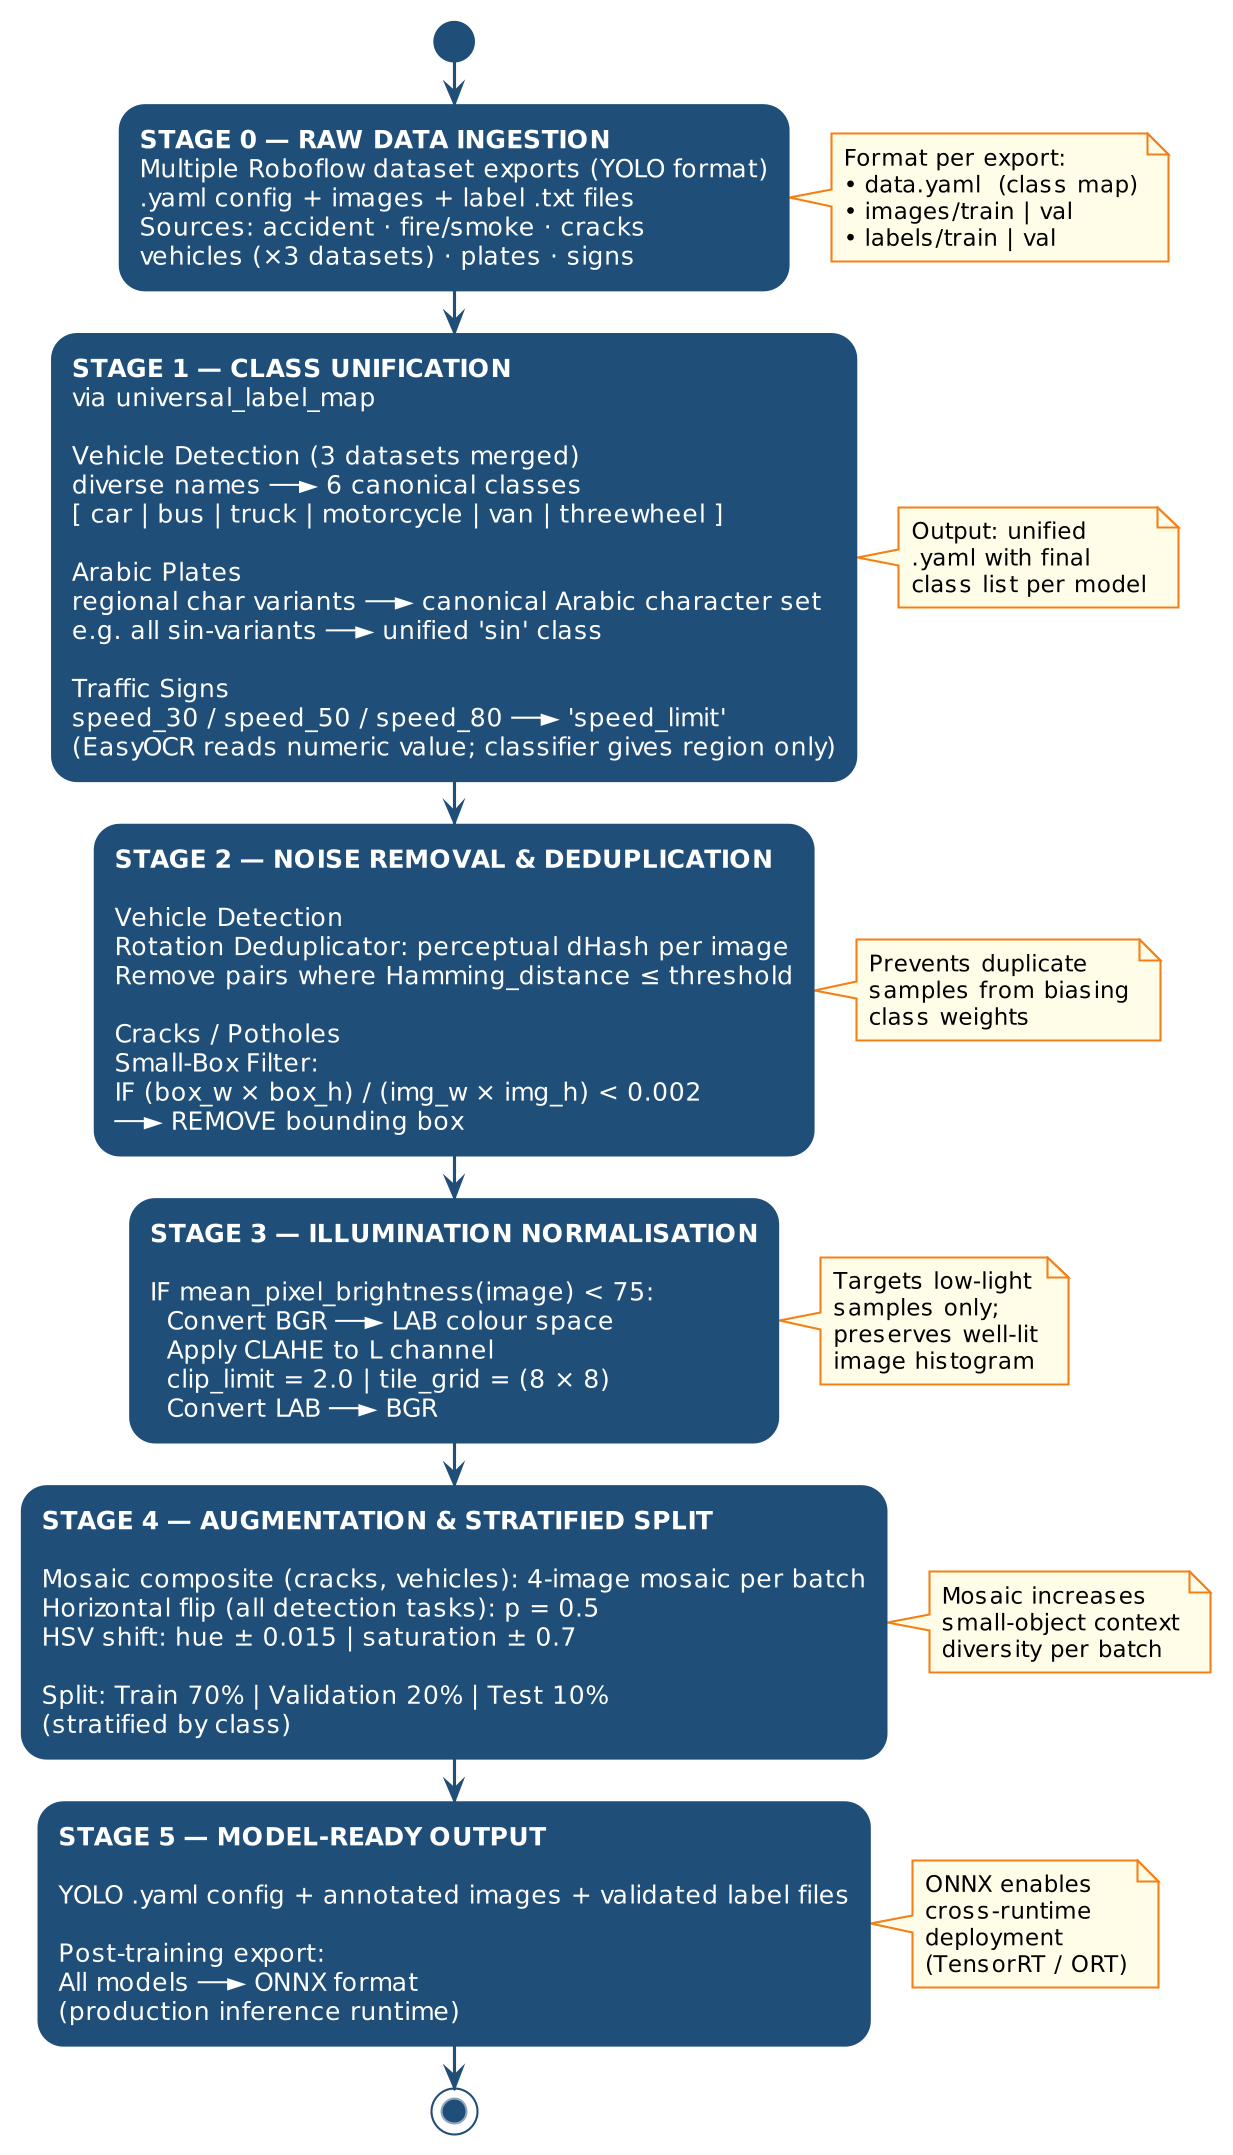 STAGE 0 — RAW DATA INGESTION
Multiple Roboflow dataset exports (YOLO format)
.yaml config + images + label .txt files
Sources: accident · fire/smoke · cracks
vehicles (×3 datasets) · plates · signs
Format per export:
• data.yaml (class map)
• images/train | val
• labels/train | val
STAGE 1 — CLASS UNIFICATION
via universal_label_map
Vehicle Detection (3 datasets merged)
diverse names ──► 6 canonical classes
[ car | bus | truck | motorcycle | van | threewheel ]
Arabic Plates
regional char variants ──► canonical Arabic character set
e.g. all sin-variants ──► unified 'sin' class
Traffic Signs
speed_30 / speed_50 / speed_80 ──► 'speed_limit'
(EasyOCR reads numeric value; classifier gives region only)
Output: unified
.yaml with final
class list per model
STAGE 2 — NOISE REMOVAL & DEDUPLICATION
Vehicle Detection
Rotation Deduplicator: perceptual dHash per image
Remove pairs where Hamming_distance ≤ threshold
Cracks / Potholes
Small-Box Filter:
IF (box_w × box_h) / (img_w × img_h) < 0.002
──► REMOVE bounding box
Prevents duplicate
samples from biasing
class weights
STAGE 3 — ILLUMINATION NORMALISATION
IF mean_pixel_brightness(image) < 75:
Convert BGR ──► LAB colour space
Apply CLAHE to L channel
clip_limit = 2.0 | tile_grid = (8 × 8)
Convert LAB ──► BGR
Targets low-light
samples only;
preserves well-lit
image histogram
STAGE 4 — AUGMENTATION & STRATIFIED SPLIT
Mosaic composite (cracks, vehicles): 4-image mosaic per batch
Horizontal flip (all detection tasks): p = 0.5
HSV shift: hue ± 0.015 | saturation ± 0.7
Split: Train 70% | Validation 20% | Test 10%
(stratified by class)
Mosaic increases
small-object context
diversity per batch
STAGE 5 — MODEL-READY OUTPUT
YOLO .yaml config + annotated images + validated label files
Post-training export:
All models ──► ONNX format
(production inference runtime)
ONNX enables
cross-runtime
deployment
(TensorRT / ORT)